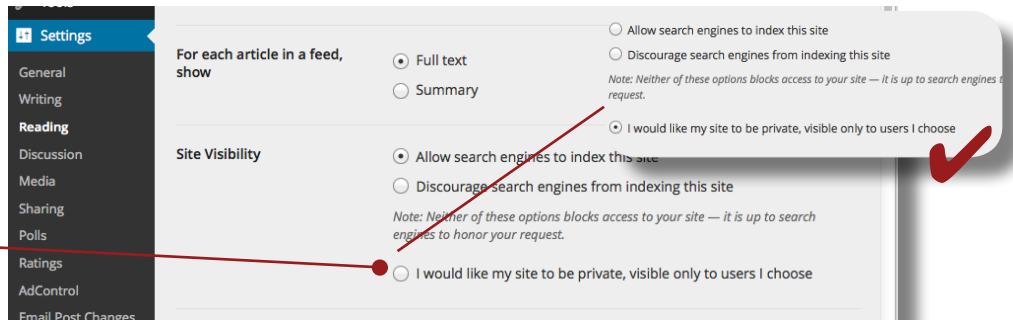 Settings
General
Writing
Reading
Discussion
Media
Sharing
Polls
Ratings
AdControl
Email Post Changes
For each article in a feed,
show
Full text
Summary
Site Visibility
Allow search engines to index this site
Discourage search engines from indexing this site
Note: Neither of these options blocks access to your site — it is up to search
engines to honor your request.
I would like my site to be private, visible only to users I choose
Allow search engines to index this site
Discourage search engines from indexing this site
Note: Neither of these options blocks access to your site — it is up to search engines
request.
I would like my site to be private, visible only to users I choose